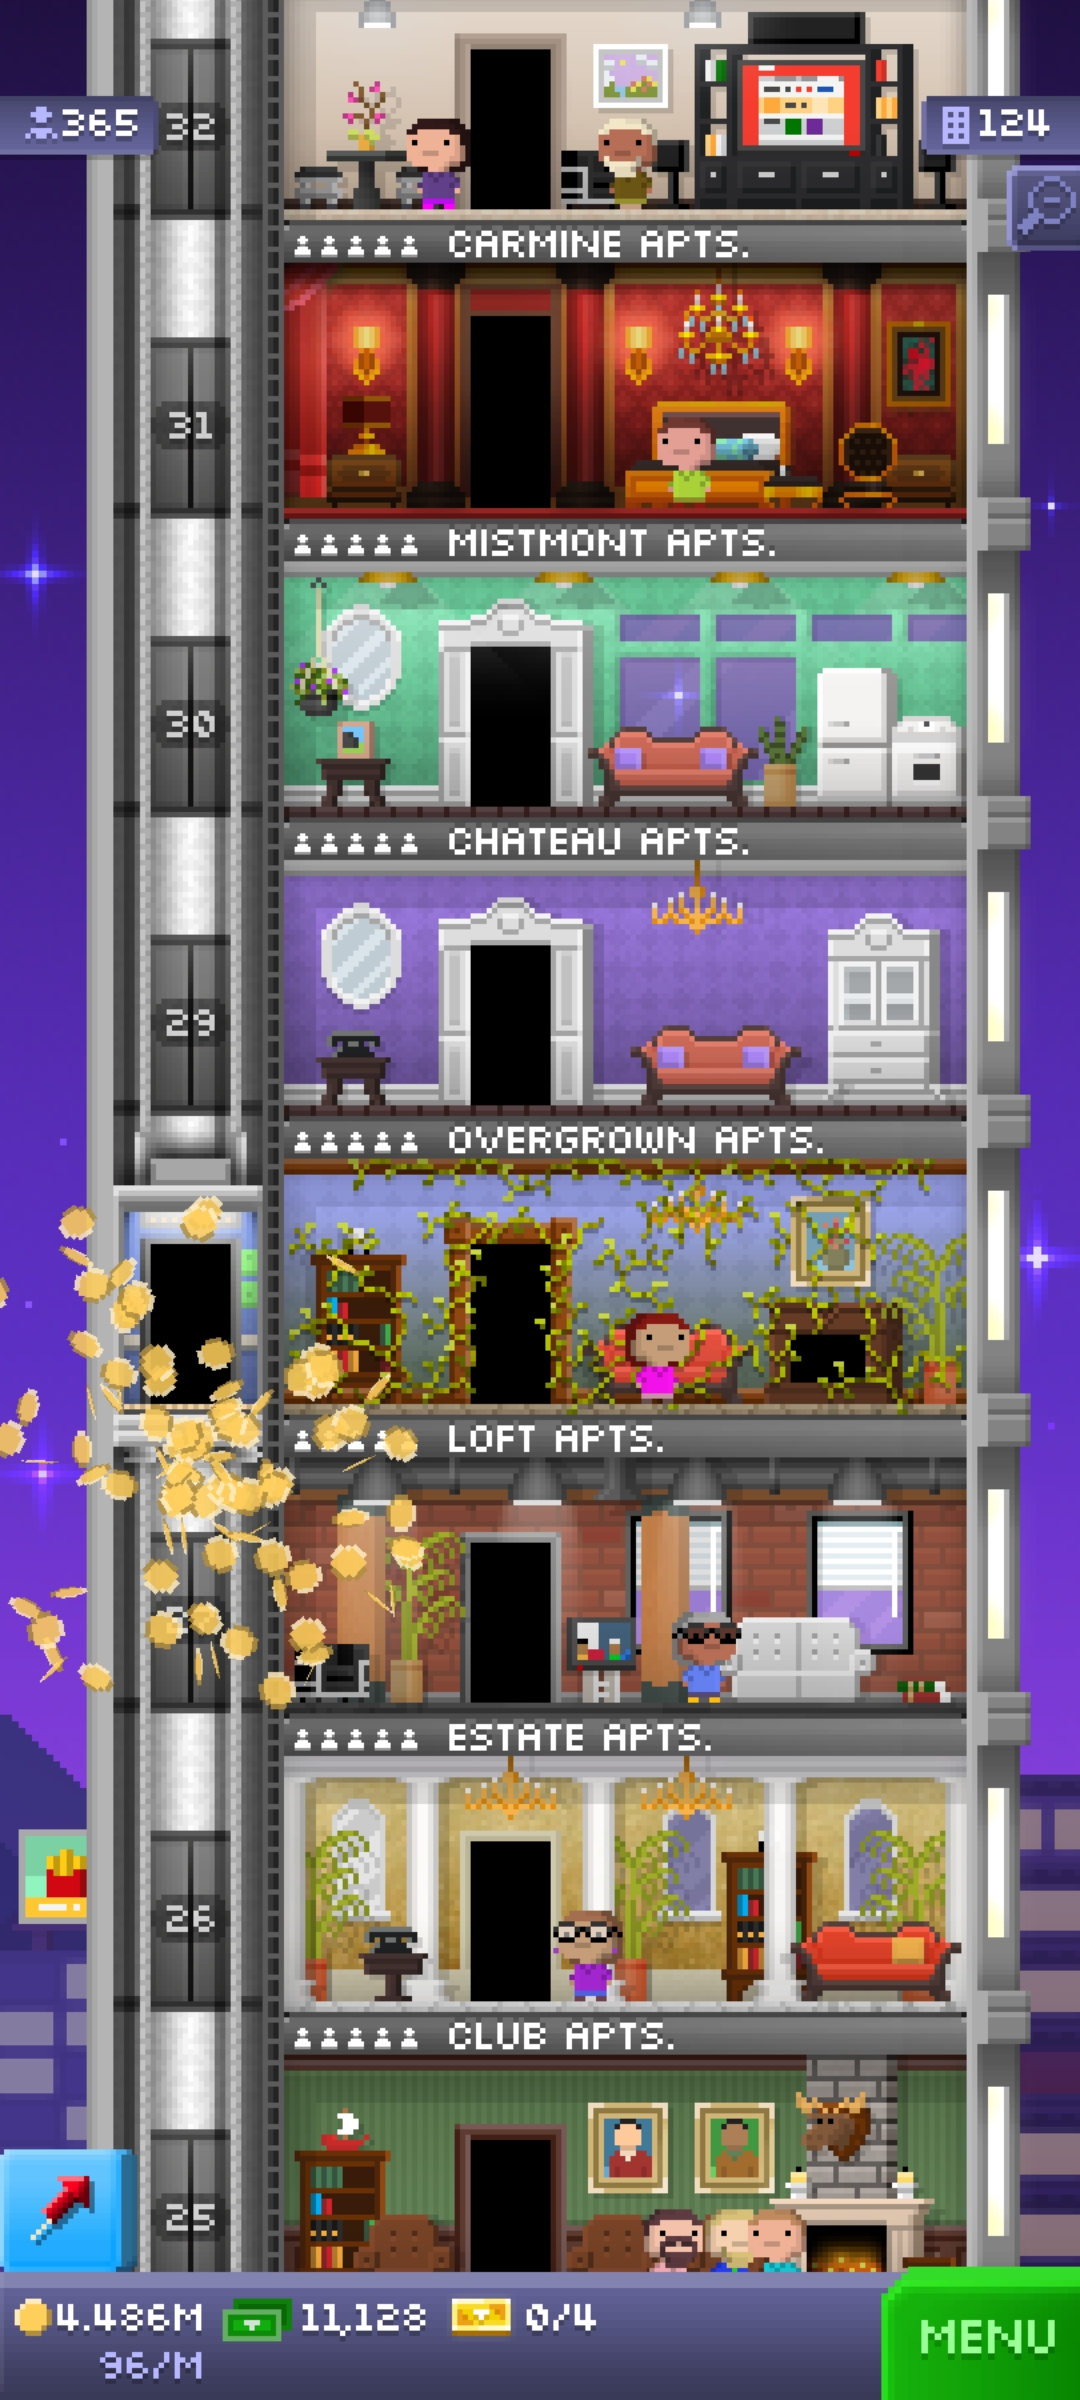 365
32
124
CARMINE APTS.
31
MISTMONT APTS.
30
CHATEAU APTS.
29
OVERGROWN APTS.
LOFT APTS.
ESTATE APTS.
26
CLUB APTS.
25
4.486M
11,128
0/4
MENU
96/M